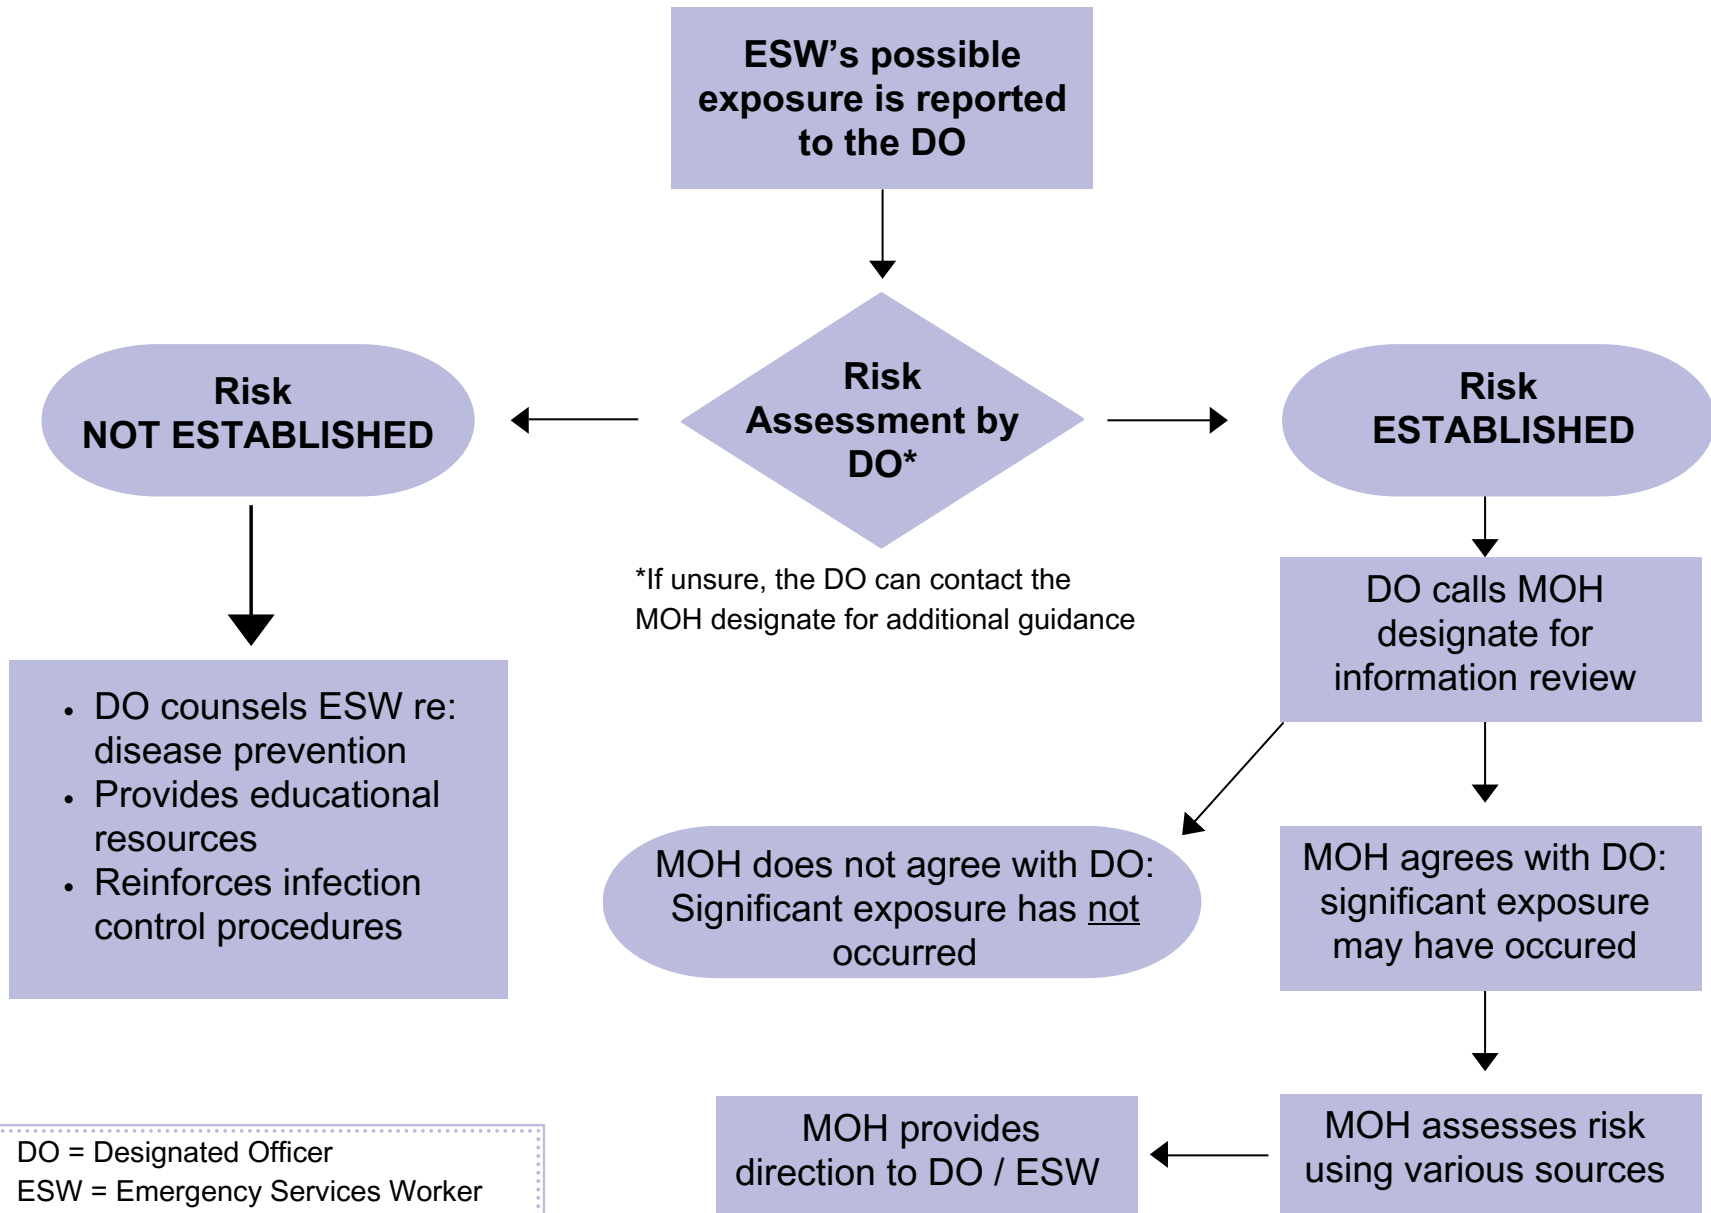 ESW’s possible
exposure is reported
to the DO
Risk
NOT ESTABLISHED
Risk
Assessment by
DO*
Risk
ESTABLISHED
*If unsure, the DO can contact the
MOH designate for additional guidance
DO calls MOH
designate for
information review
• DO counsels ESW re:
disease prevention
• Provides educational
resources
• Reinforces infection
control procedures
MOH does not agree with DO:
Significant exposure has not
occurred
MOH agrees with DO:
significant exposure
may have occured
MOH provides
direction to DO / ESW
MOH assesses risk
using various sources
DO = Designated Officer
ESW = Emergency Services Worker